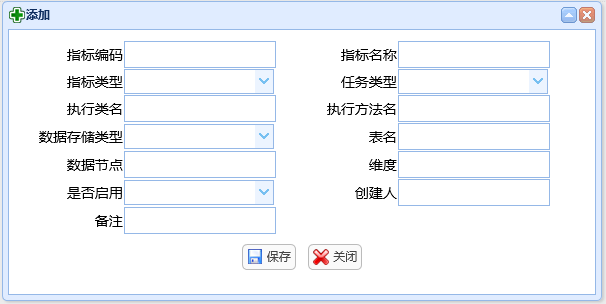 添加
指标编码 指标名称
指标类型 任务类型
执行类名 执行方法名
数据存储类型 表名
数据节点 维度
是否启用 创建人
备注
保存 关闭